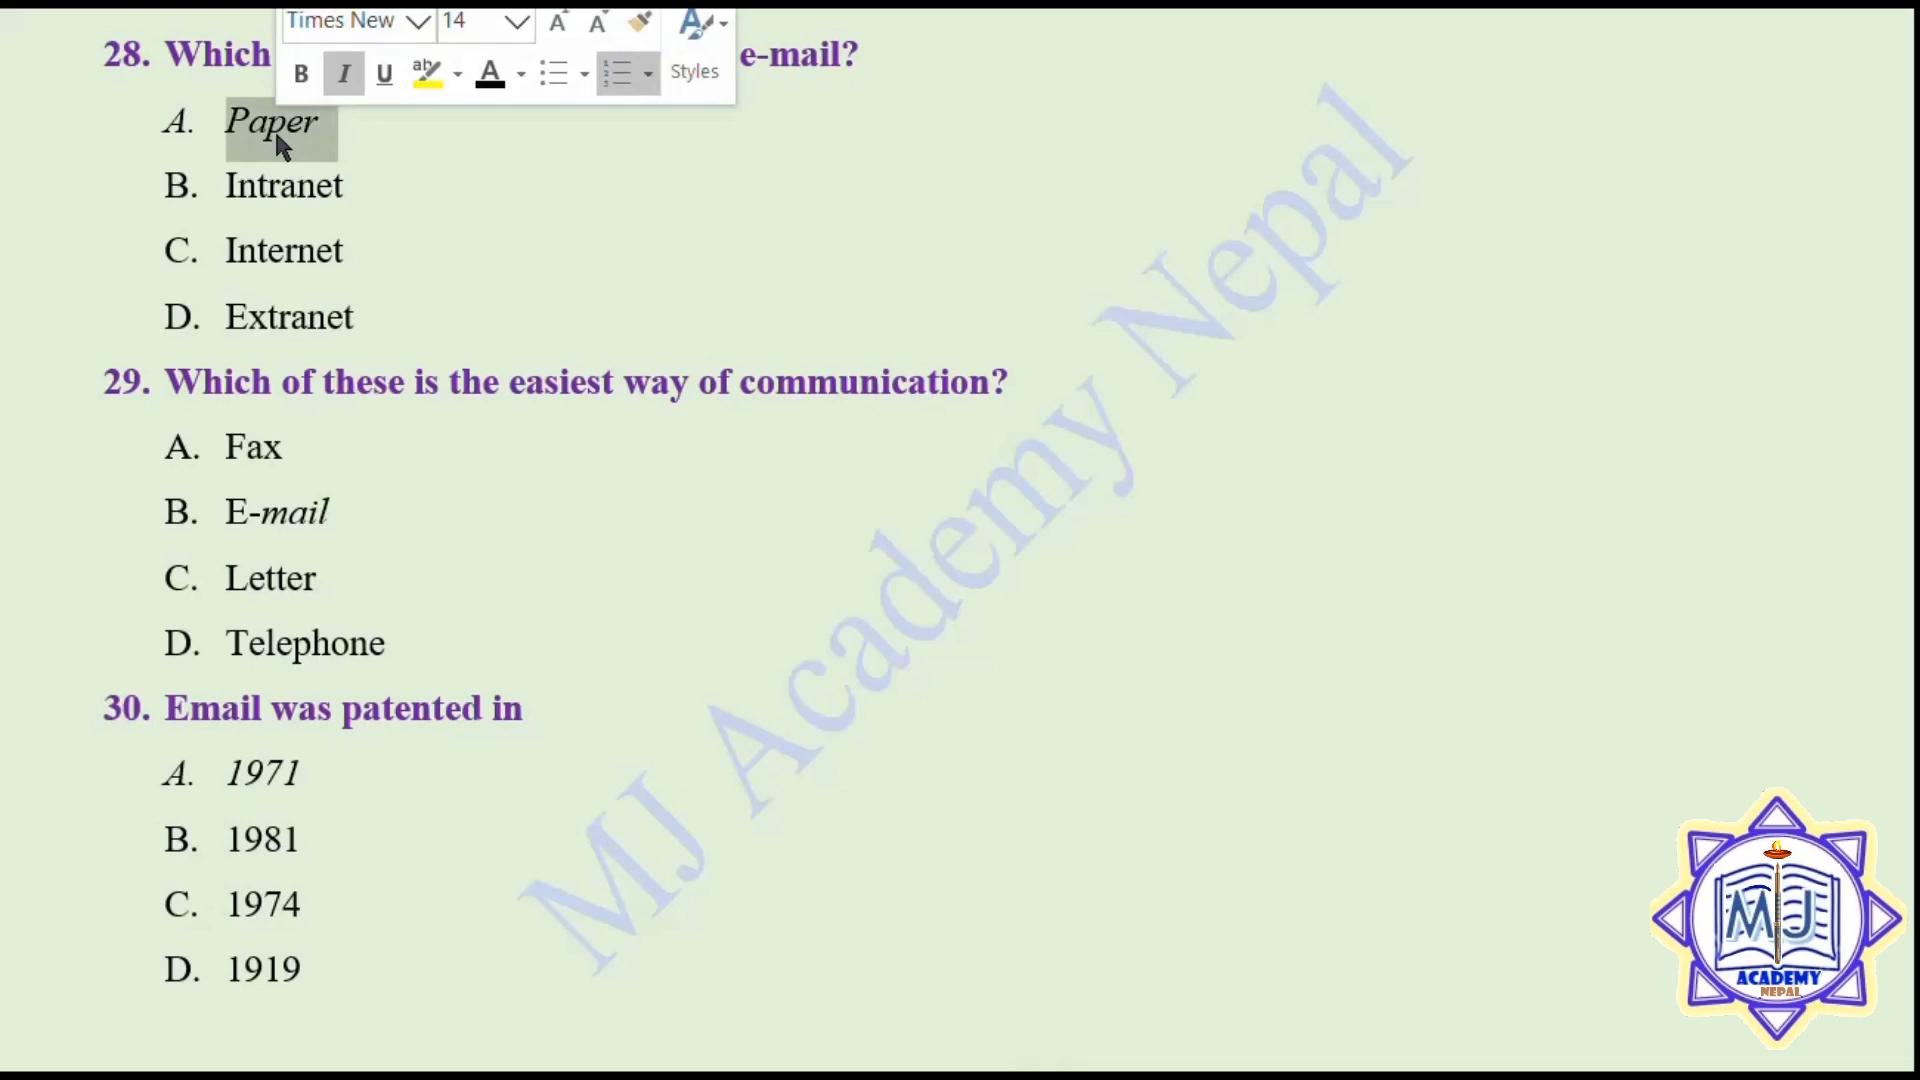 Times New 14
28. Which e-mail?
B I U Styles
A. Paper
B. Intranet
C. Internet
D. Extranet
29. Which of these is the easiest way of communication?
A. Fax
B. E-mail
C. Letter
D. Telephone
30. Email was patented in
A. 1971
B. 1981
C. 1974
D. 1919
MJ Academy Nepal
MJ
ACADEMY
NEPAL